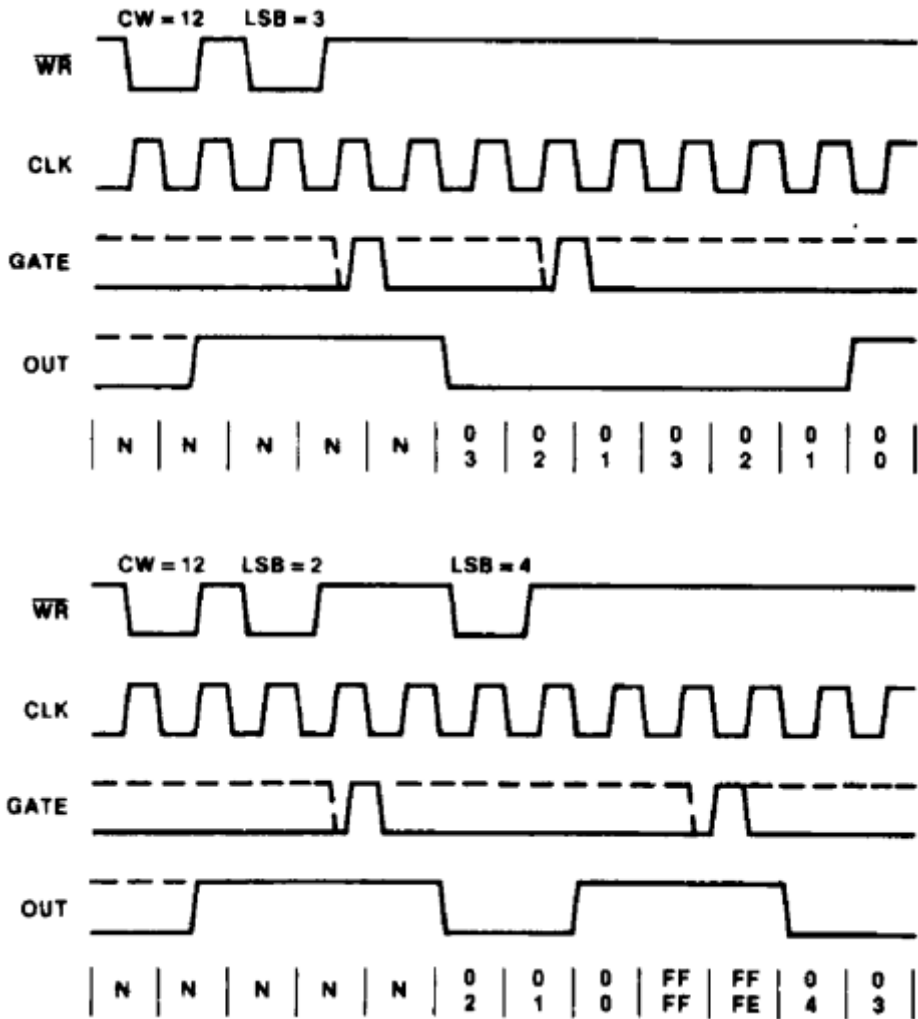 CW = 12 LSB = 3
WR
CLK
GATE
OUT
N N N N N 0 0 0 0 0 0 0
3 2 1 3 2 1 0
CW = 12 LSB = 2 LSB = 4
WR
CLK
GATE
OUT
N N N N N 0 0 0 FF FF 0 0
2 1 0 FF FE 4 3